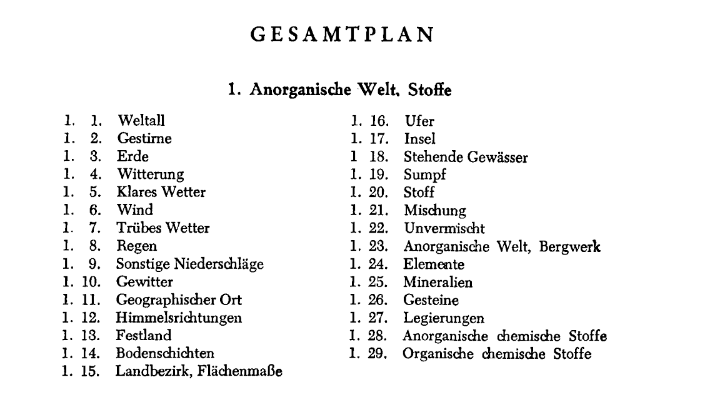 GESAMTPLAN
1. Anorganische Welt, Stoffe
1. 1. Weltall
1. 2. Gestirne
1. 3. Erde
1. 4. Witterung
1. 5. Klares Wetter
1. 6. Wind
1. 7. Trübes Wetter
1. 8. Regen
1. 9. Sonstige Niederschläge
1. 10. Gewitter
1. 11. Geographischer Ort
1. 12. Himmelsrichtungen
1. 13. Festland
1. 14. Bodenschichten
1. 15. Landbezirk, Flächenmaße
1. 16. Ufer
1. 17. Insel
1 18. Stehende Gewässer
1. 19. Sumpf
1. 20. Stoff
1. 21. Mischung
1. 22. Unvermischt
1. 23. Anorganische Welt, Bergwerk
1. 24. Elemente
1. 25. Mineralien
1. 26. Gesteine
1. 27. Legierungen
1. 28. Anorganische chemische Stoffe
1. 29. Organische chemische Stoffe